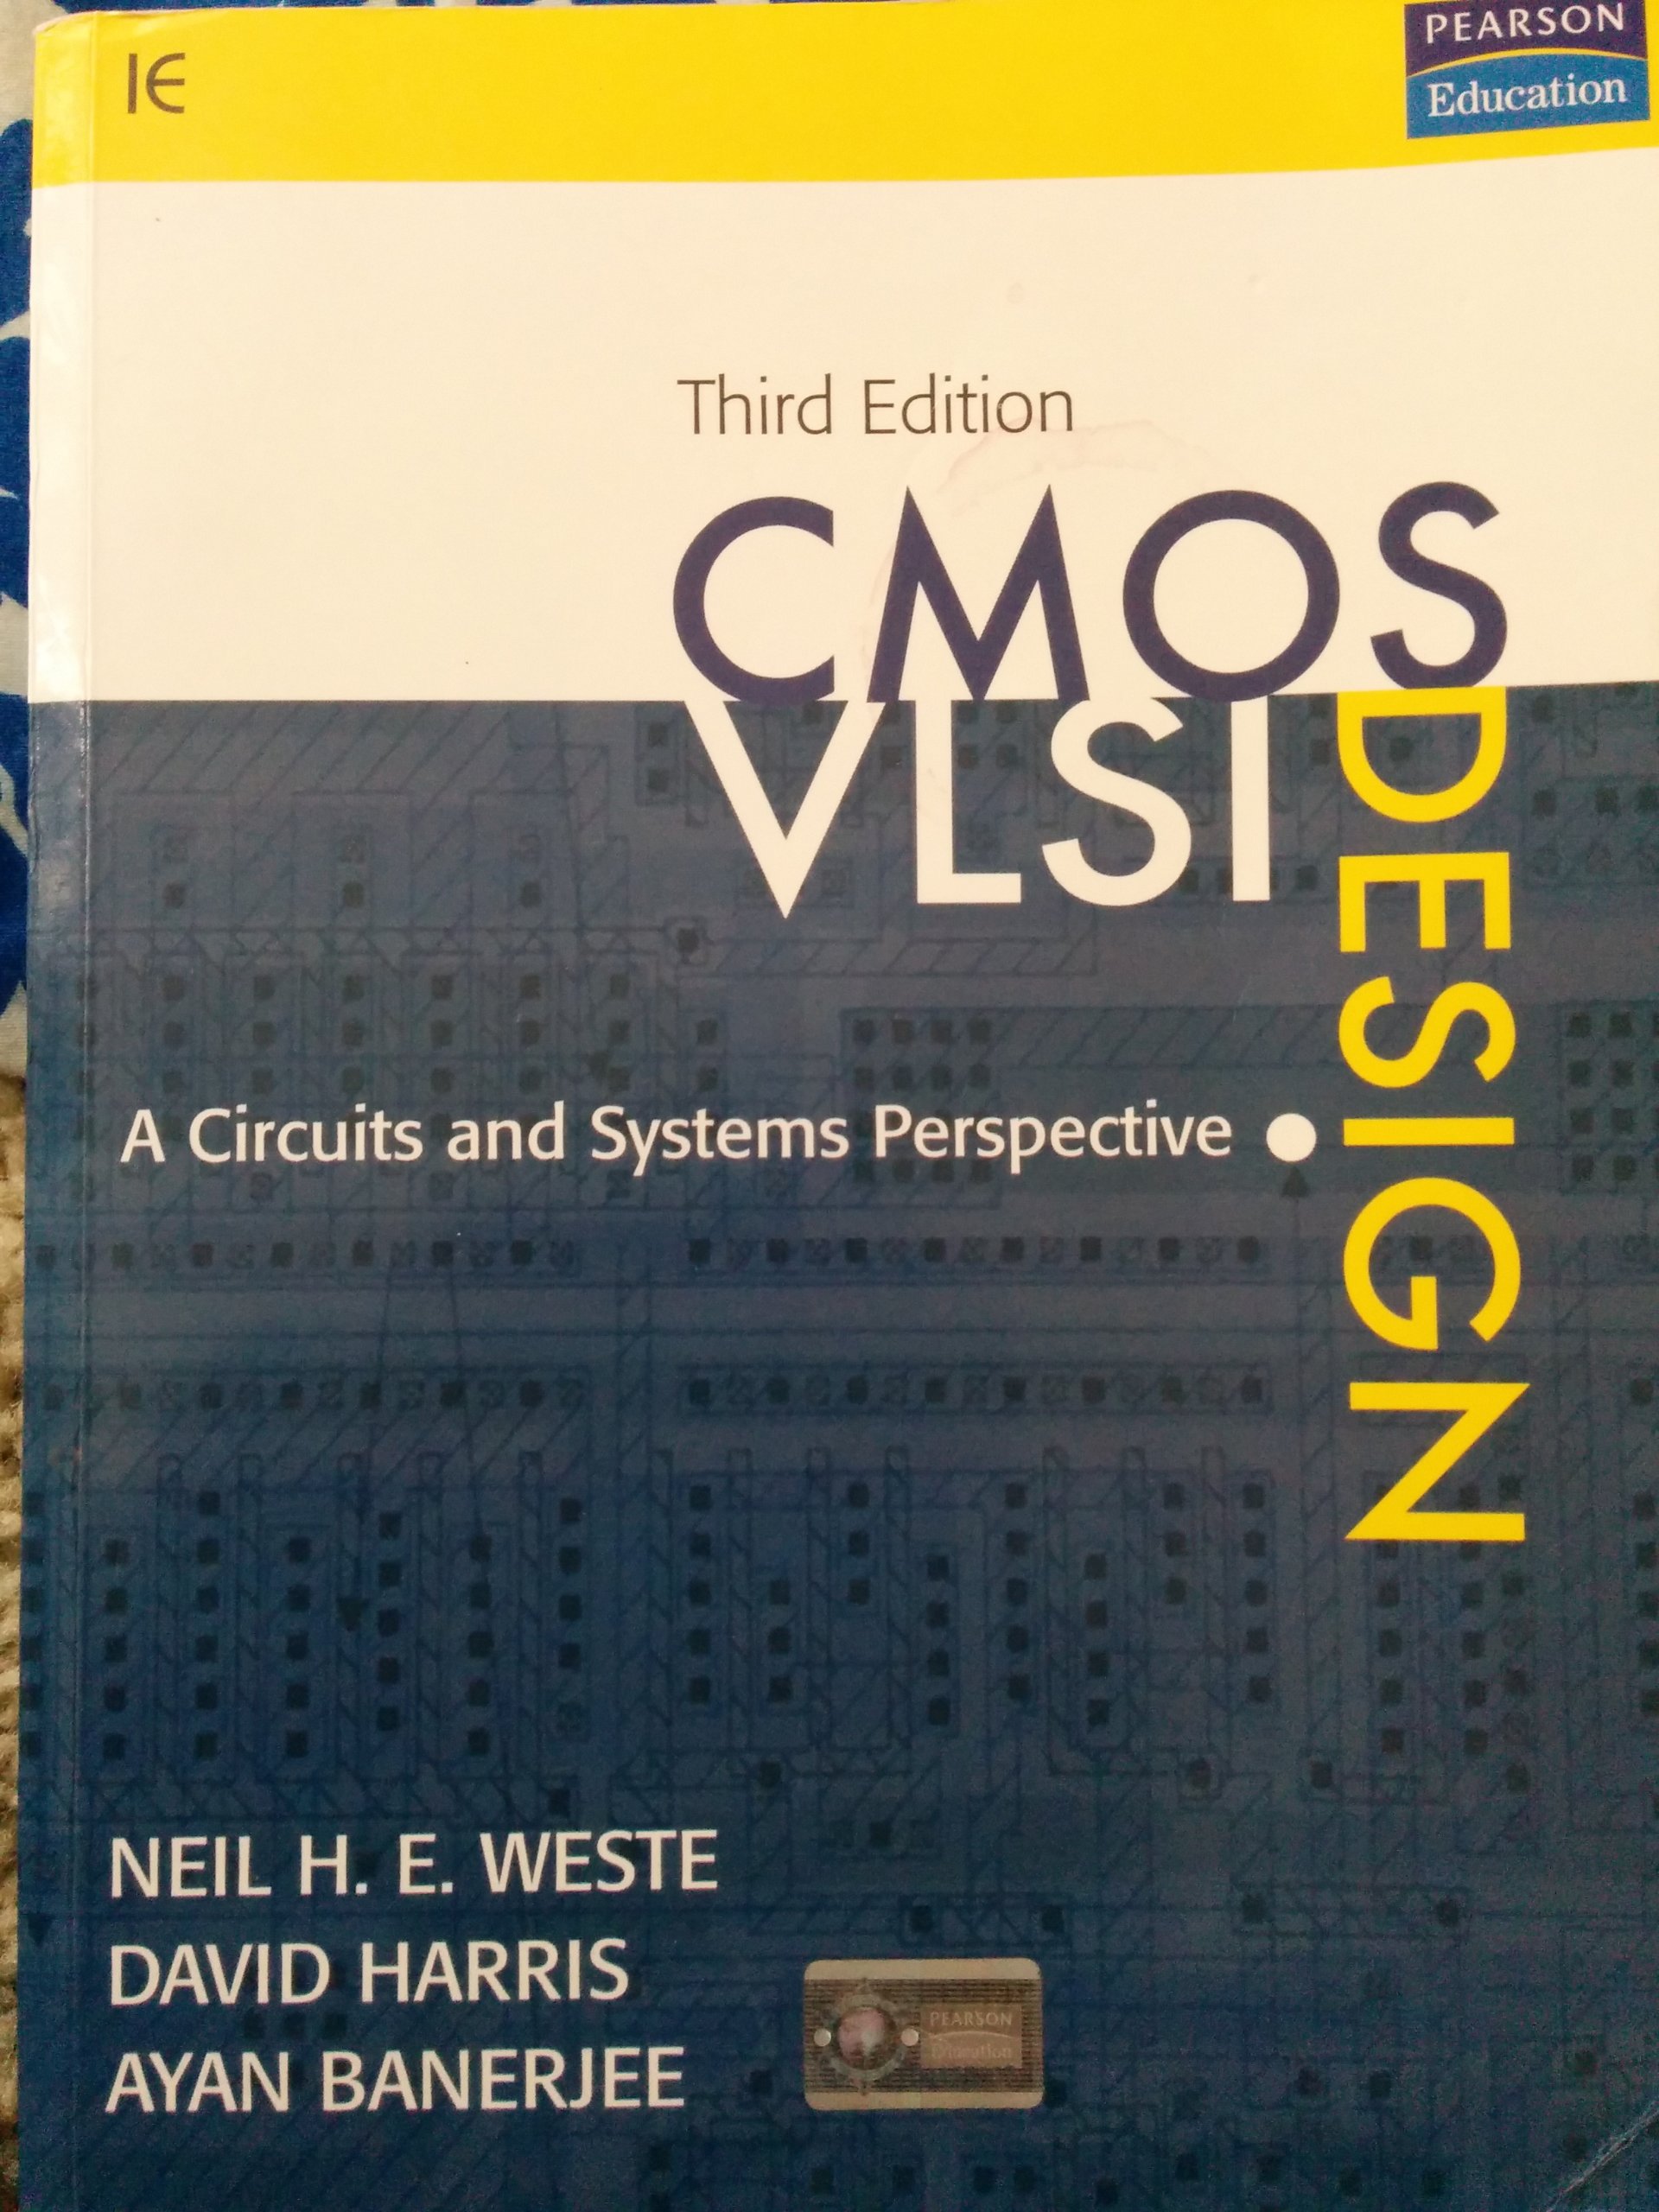 IE
PEARSON
Education
Third Edition
CMOS
VLSI
DESIGN
A Circuits and Systems Perspective
NEIL H. E. WESTE
DAVID HARRIS
AYAN BANERJEE
PEARSON
Education